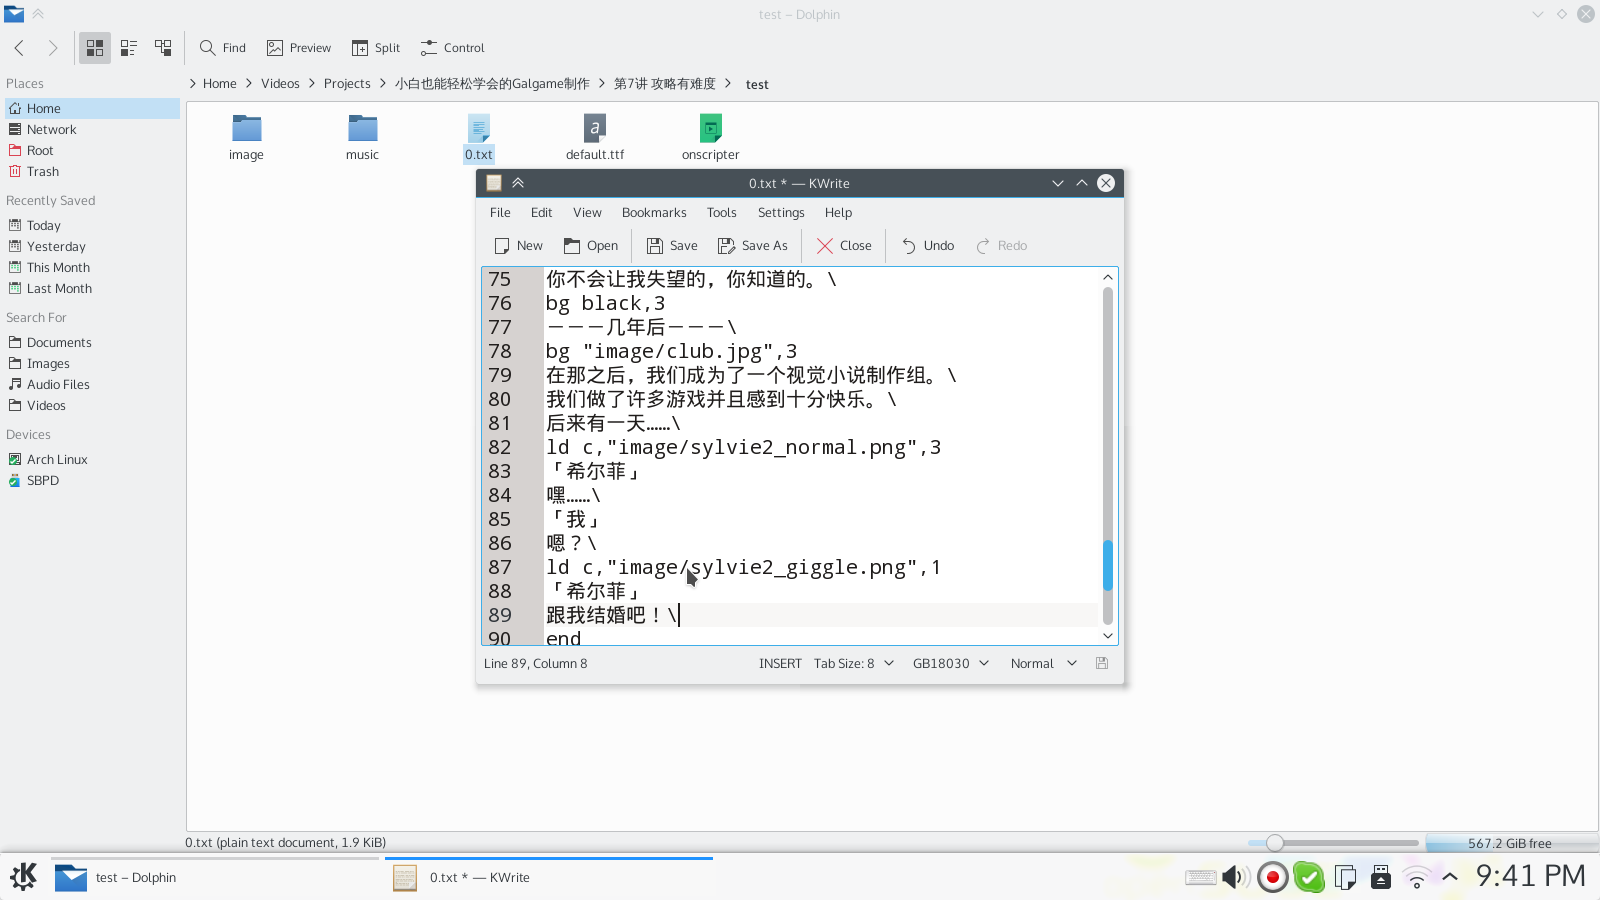 test – Dolphin
Find Preview Split Control
Places
Home
Network
Root
Trash
Recently Saved
Today
Yesterday
This Month
Last Month
Search For
Documents
Images
Audio Files
Videos
Devices
Arch Linux
SBPD
Home Videos Projects 小白也能轻松学会的Galgame制作 第7讲 攻略有难度 test
image music 0.txt default.ttf onscripter
0.txt * — KWrite
File Edit View Bookmarks Tools Settings Help
New Open Save Save As Close Undo Redo
75 你不会让我失望的，你知道的。\
76 bg black,3
77 －－－几年后－－－\
78 bg "image/club.jpg",3
79 在那之后，我们成为了一个视觉小说制作组。\
80 我们做了许多游戏并且感到十分快乐。\
81 后来有一天……\
82 ld c,"image/sylvie2_normal.png",3
83 「希尔菲」
84 嘿……\
85 「我」
86 嗯？\
87 ld c,"image/sylvie2_giggle.png",1
88 「希尔菲」
89 跟我结婚吧！\
90 end
Line 89, Column 8 INSERT Tab Size: 8 GB18030 Normal
0.txt (plain text document, 1.9 KiB) 567.2 GiB free
test – Dolphin 0.txt * — KWrite 9:41 PM